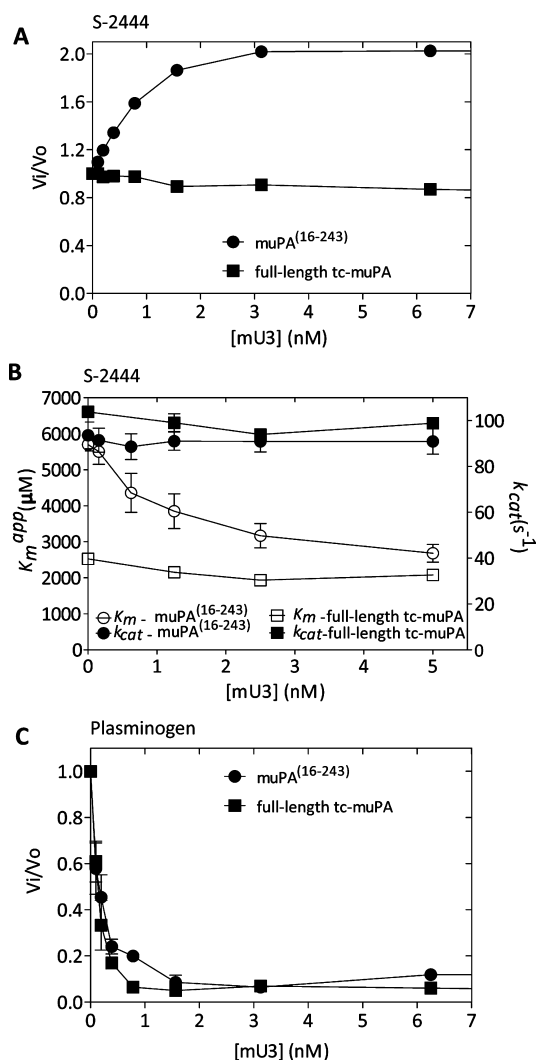 A
S-2444
2.0
1.6
1.2
0.8
0.4
0.0
Vi/Vo
muPA(16-243)
full-length tc-muPA
0 1 2 3 4 5 6 7
[mU3] (nM)
B
S-2444
7000
6000
5000
4000
3000
2000
1000
0
Km app (μM)
100
80
60
40
20
0
kcat(s-1)
Km - muPA(16-243)
kcat - muPA(16-243)
Km -full-length tc-muPA
kcat-full-length tc-muPA
0 1 2 3 4 5
[mU3] (nM)
C
Plasminogen
1.0
0.8
0.6
0.4
0.2
0.0
Vi/Vo
muPA(16-243)
full-length tc-muPA
0 1 2 3 4 5 6 7
[mU3] (nM)